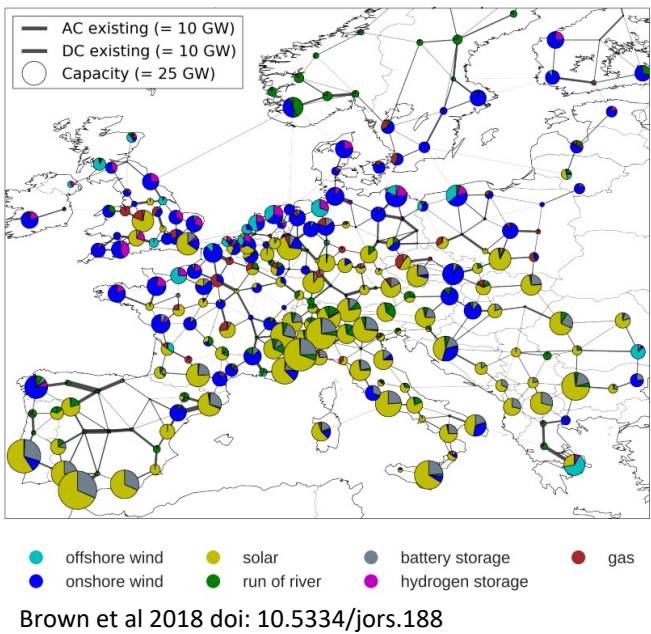 AC existing (= 10 GW)
DC existing (= 10 GW)
Capacity (= 25 GW)
offshore wind
solar
battery storage
gas
onshore wind
run of river
hydrogen storage
Brown et al 2018 doi: 10.5334/jors.188